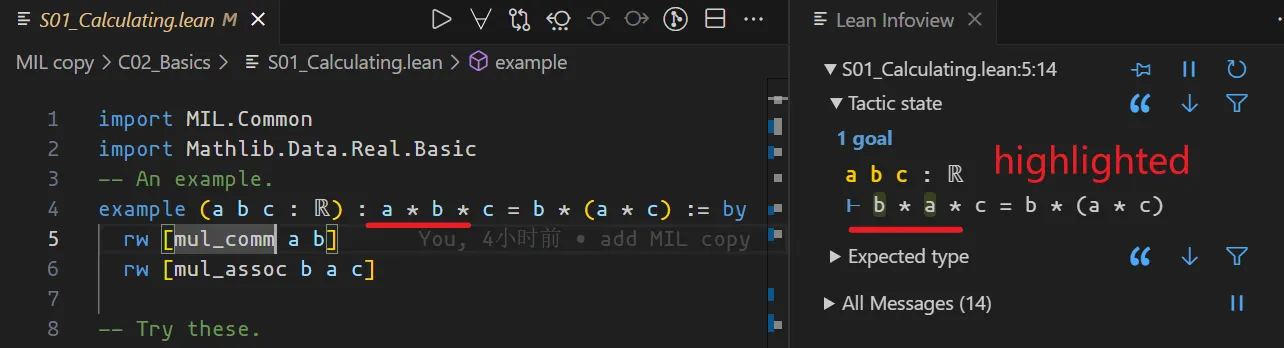 S01_Calculating.lean M
MIL copy > C02_Basics > S01_Calculating.lean > example
1 import MIL.Common
2 import Mathlib.Data.Real.Basic
3 -- An example.
4 example (a b c : ℝ) : a * b * c = b * (a * c) := by
5 rw [mul_comm a b] You, 4小时前 • add MIL copy
6 rw [mul_assoc b a c]
7
8 -- Try these.
Lean Infoview
S01_Calculating.lean:5:14
Tactic state
1 goal
a b c : ℝ
highlighted
⊢ b * a * c = b * (a * c)
Expected type
All Messages (14)